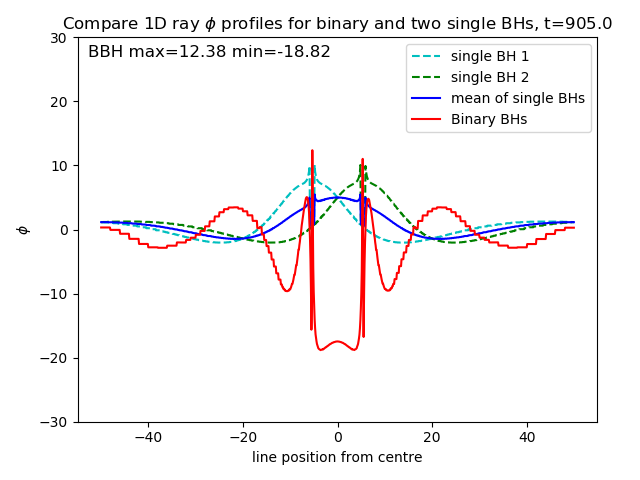 Compare 1D ray ϕ profiles for binary and two single BHs, t=905.0
BBH max=12.38 min=-18.82
single BH 1
single BH 2
mean of single BHs
Binary BHs
30
20
10
0
−10
−20
−30
ϕ
−40
−20
0
20
40
line position from centre